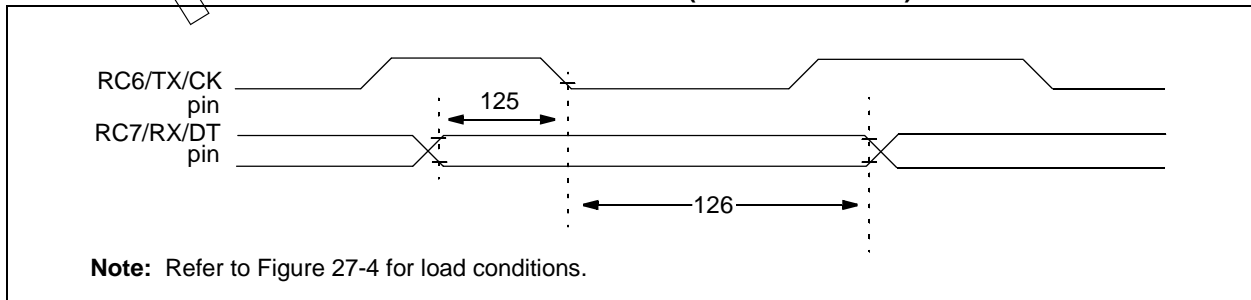 RC6/TX/CK
pin
125
RC7/RX/DT
pin
126
Note: Refer to Figure 27-4 for load conditions.